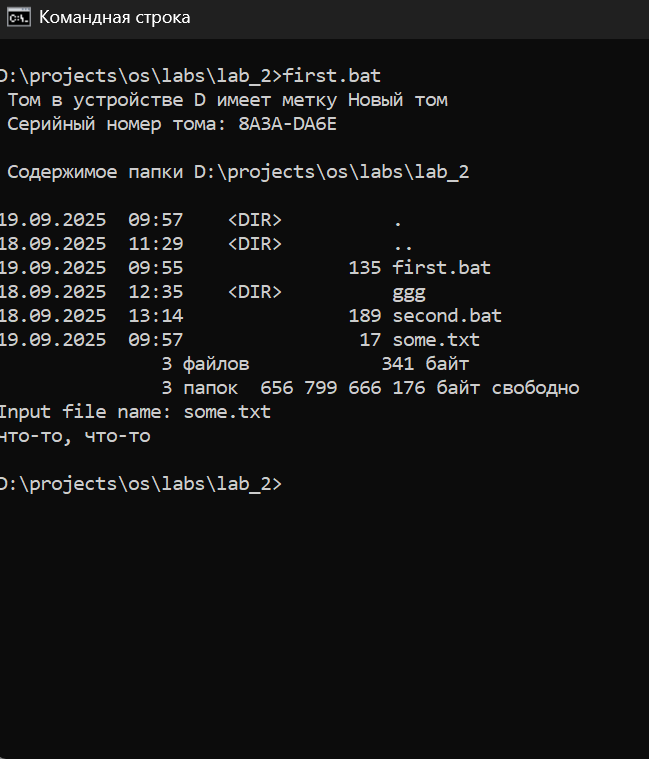 Командная строка
D:\projects\os\labs\lab_2>first.bat
Том в устройстве D имеет метку Новый том
Серийный номер тома: 8A3A-DA6E
Содержимое папки D:\projects\os\labs\lab_2
19.09.2025  09:57    <DIR>          .
18.09.2025  11:29    <DIR>          ..
19.09.2025  09:55               135 first.bat
18.09.2025  12:35    <DIR>          ggg
18.09.2025  13:14               189 second.bat
19.09.2025  09:57                17 some.txt
3 файлов            341 байт
3 папок  656 799 666 176 байт свободно
Input file name: some.txt
что-то, что-то
D:\projects\os\labs\lab_2>